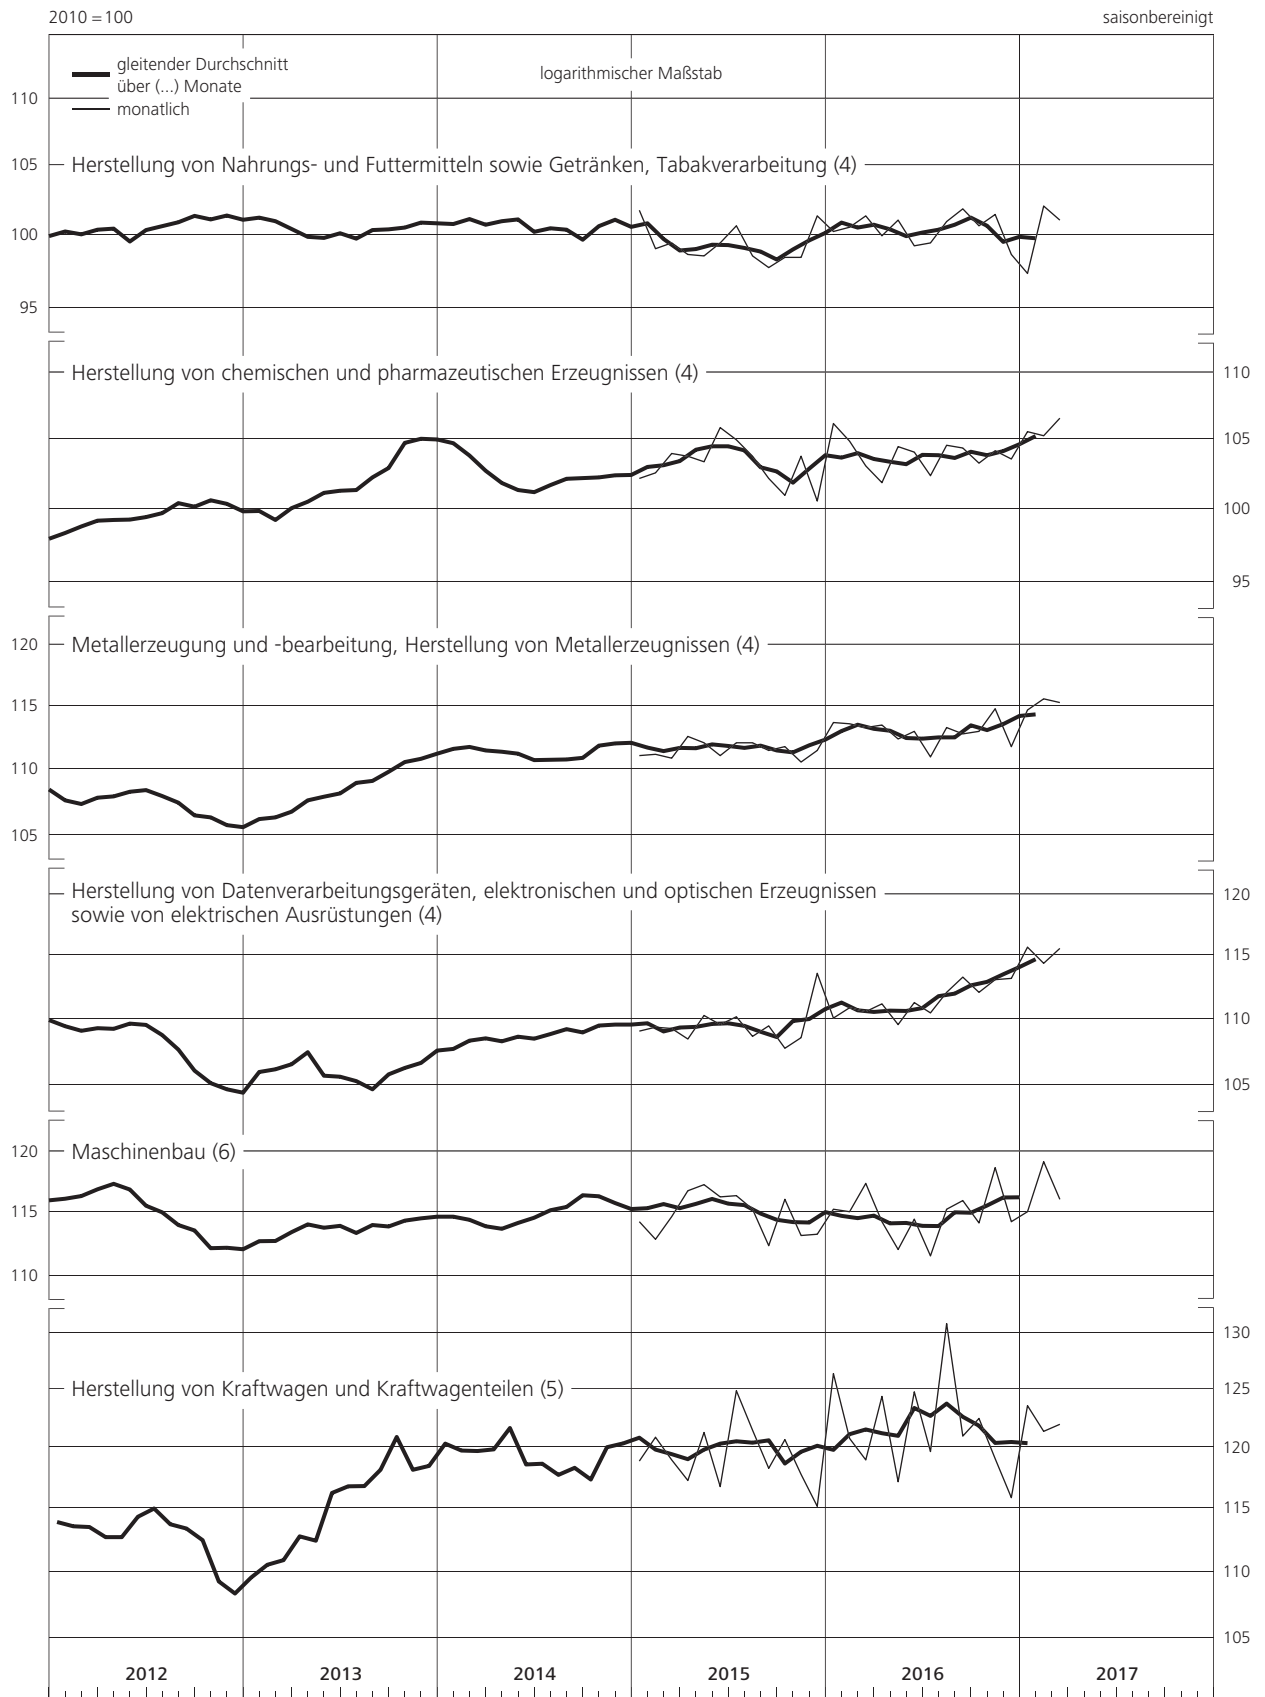 2010 = 100
saisonbereinigt
gleitender Durchschnitt
über (...) Monate
monatlich
logarithmischer Maßstab
110
105
Herstellung von Nahrungs- und Futtermitteln sowie Getränken, Tabakverarbeitung (4)
100
95
Herstellung von chemischen und pharmazeutischen Erzeugnissen (4)
110
105
100
95
120
Metallerzeugung und -bearbeitung, Herstellung von Metallerzeugnissen (4)
115
110
105
Herstellung von Datenverarbeitungsgeräten, elektronischen und optischen Erzeugnissen
sowie von elektrischen Ausrüstungen (4)
120
115
110
105
120
Maschinenbau (6)
115
110
130
Herstellung von Kraftwagen und Kraftwagenteilen (5)
125
120
115
110
105
2012 2013 2014 2015 2016 2017